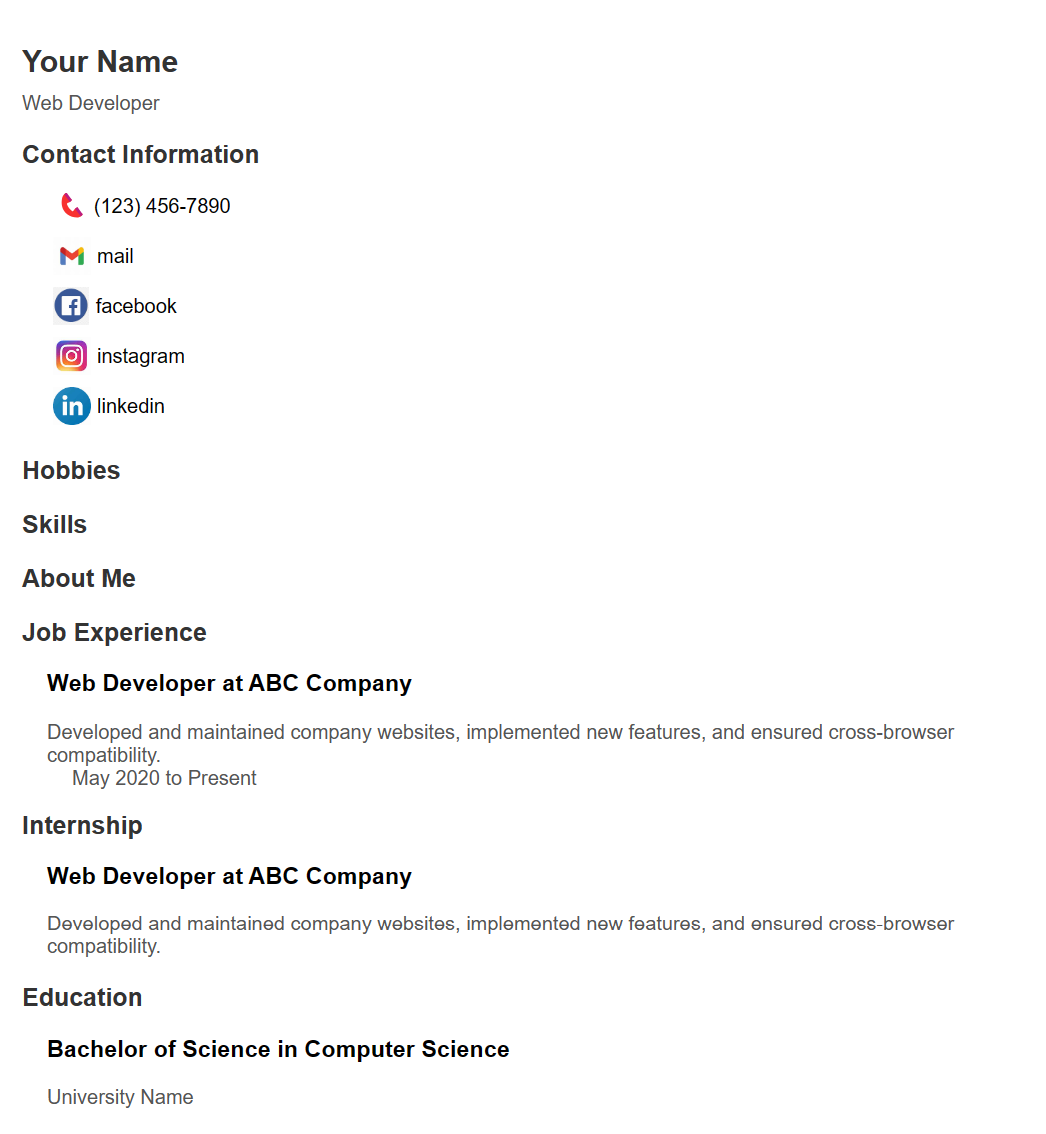 Your Name
Web Developer
Contact Information
(123) 456-7890
mail
facebook
instagram
in linkedin
Hobbies
Skills
About Me
Job Experience
Web Developer at ABC Company
Developed and maintained company websites, implemented new features, and ensured cross-browser
compatibility.
May 2020 to Present
Internship
Web Developer at ABC Company
Developed and maintained company websites, implemented new features, and ensured cross-browser
compatibility.
Education
Bachelor of Science in Computer Science
University Name